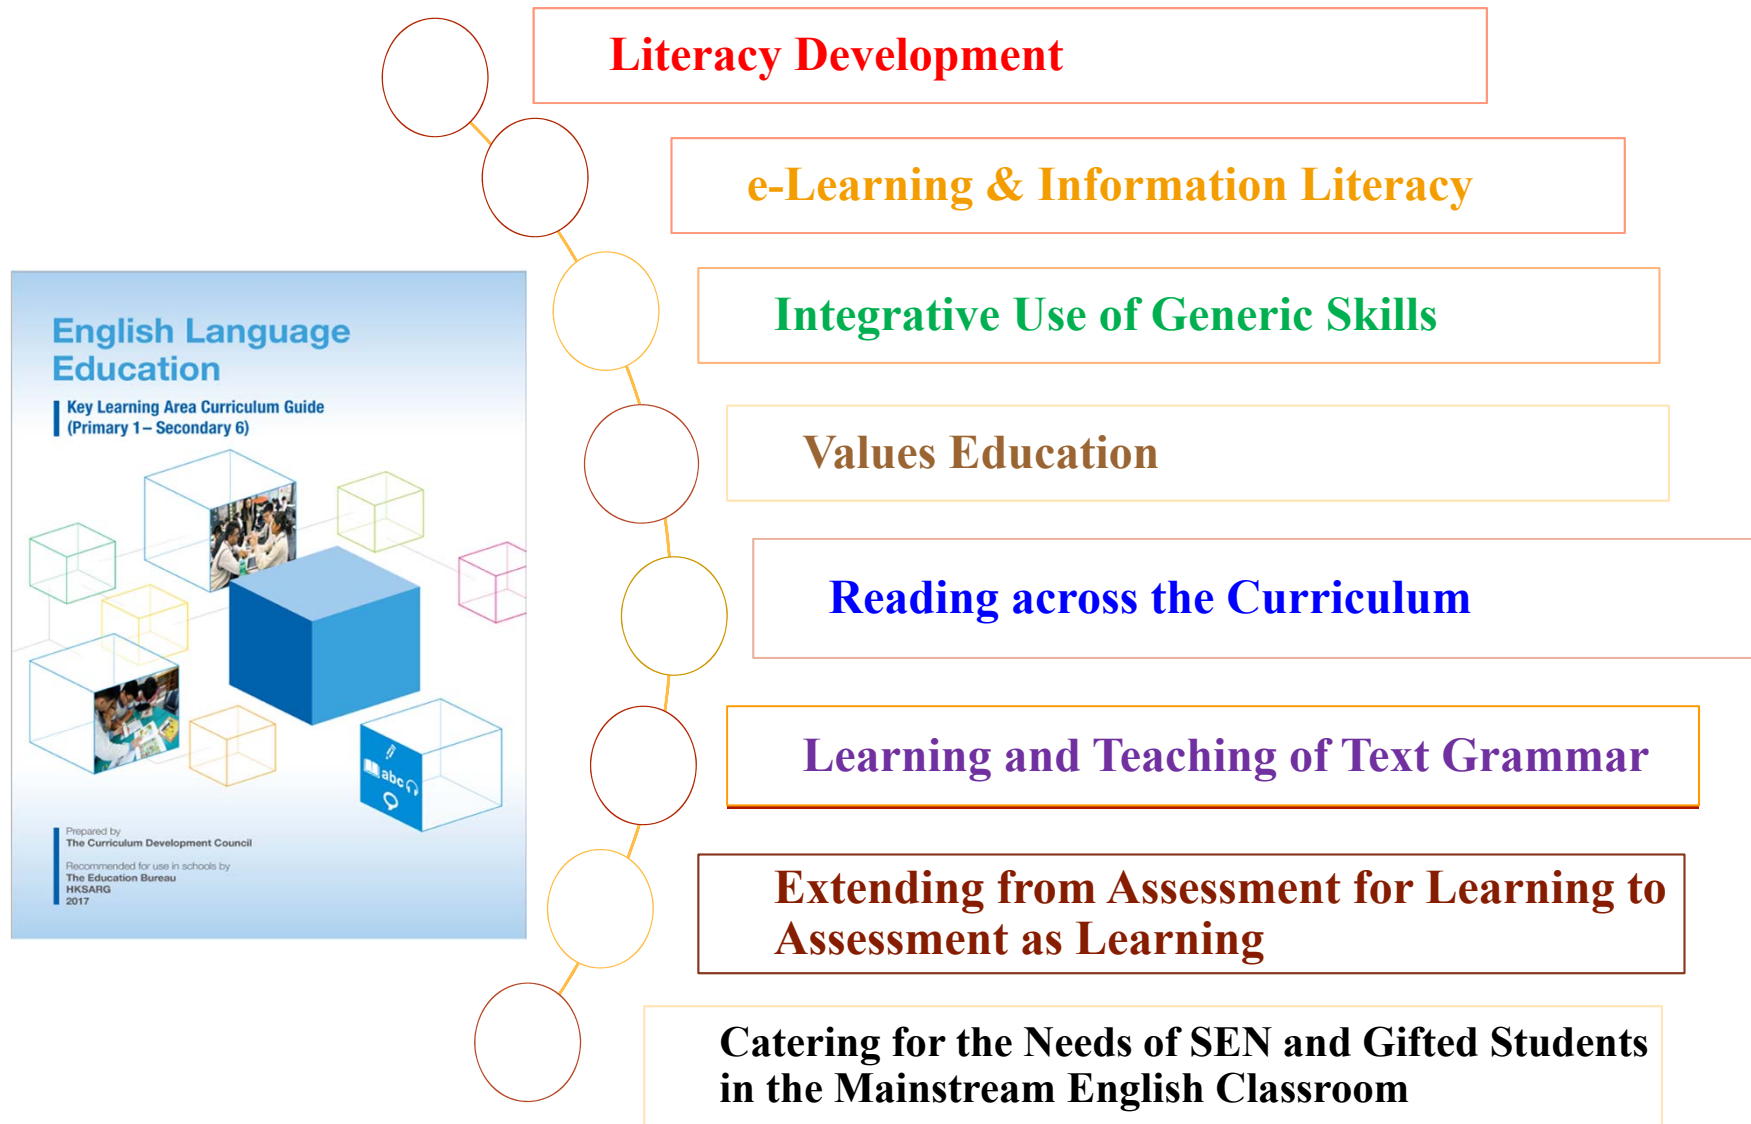 Literacy Development
e-Learning & Information Literacy
Integrative Use of Generic Skills
Values Education
Reading across the Curriculum
Learning and Teaching of Text Grammar
Extending from Assessment for Learning to
Assessment as Learning
Catering for the Needs of SEN and Gifted Students
in the Mainstream English Classroom
English Language
Education
Key Learning Area Curriculum Guide
(Primary 1 – Secondary 6)
abc
Prepared by
The Curriculum Development Council
Recommended for use in schools by
The Education Bureau
HKSARG
2017